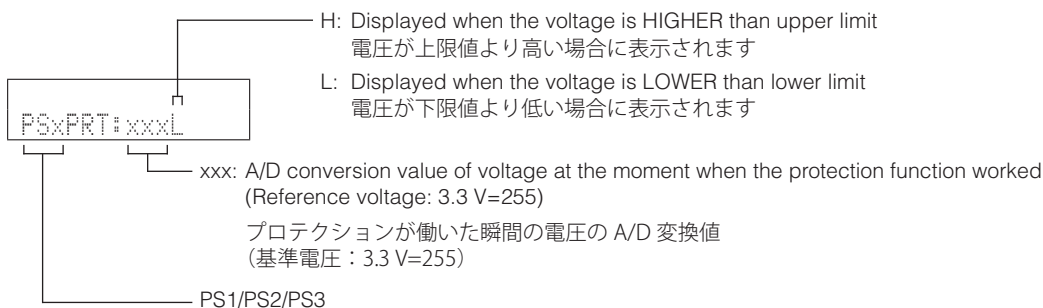 H: Displayed when the voltage is HIGHER than upper limit
電圧が上限値より高い場合に表示されます
L: Displayed when the voltage is LOWER than lower limit
電圧が下限値より低い場合に表示されます
PSxPRT:xxxL
xxx: A/D conversion value of voltage at the moment when the protection function worked
(Reference voltage: 3.3 V=255)
プロテクションが働いた瞬間の電圧の A/D 変換値
（基準電圧：3.3 V=255）
PS1/PS2/PS3